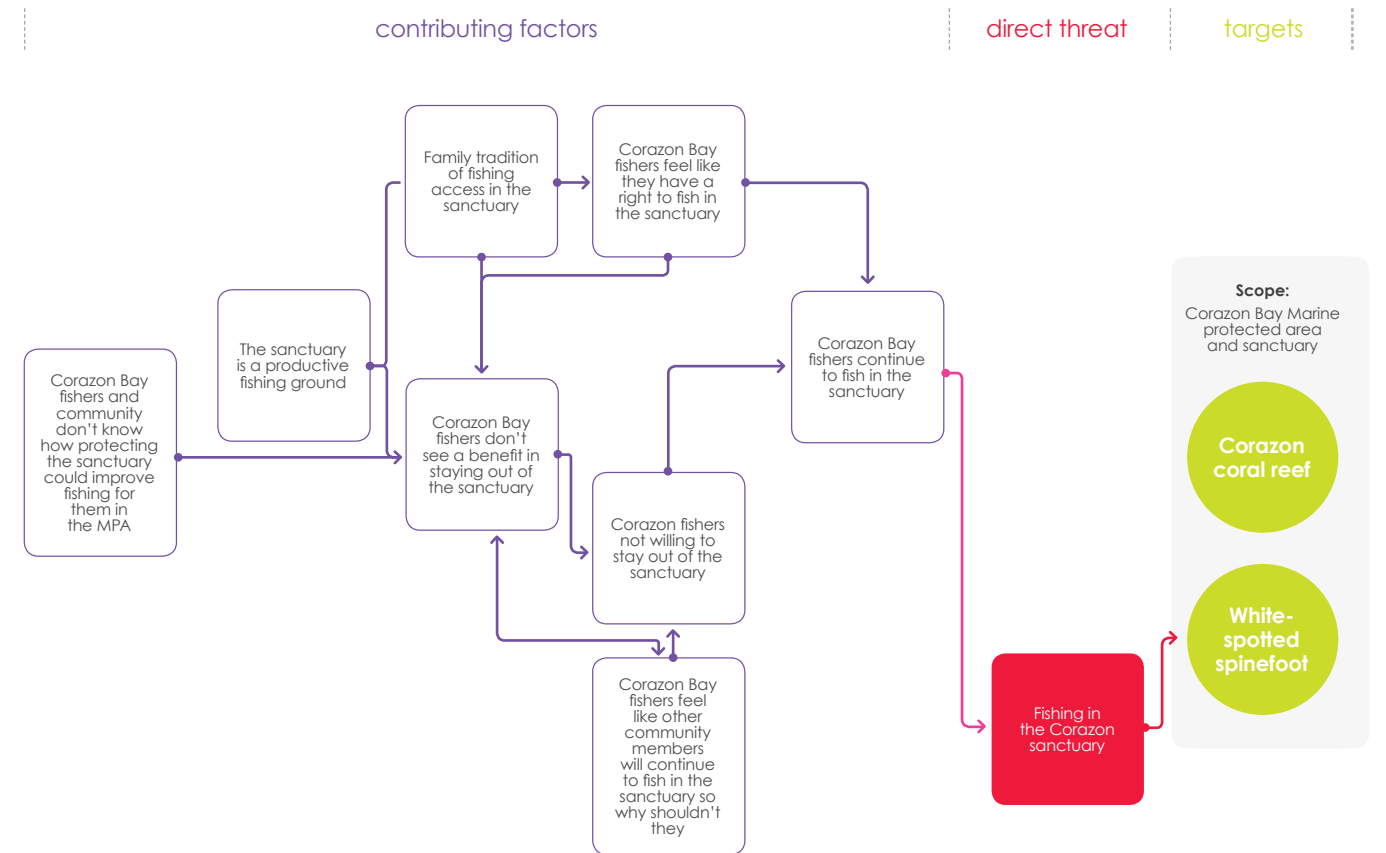 contributing factors
direct threat
targets
Family tradition
of fishing
access in the
sanctuary
Corazon Bay
fishers feel like
they have a
right to fish in
the sanctuary
The sanctuary
is a productive
fishing ground
Corazon Bay
fishers and
community
don't know
how protecting
the sanctuary
could improve
fishing for
them in
the MPA
Corazon Bay
fishers don't
see a benefit in
staying out of
the sanctuary
Corazon fishers
not willing to
stay out of the
sanctuary
Corazon Bay
fishers feel
like other
community
members
will continue
to fish in the
sanctuary so
why shouldn't
they
Corazon Bay
fishers continue
to fish in the
sanctuary
Fishing in
the Corazon
sanctuary
Scope:
Corazon Bay Marine
protected area
and sanctuary
Corazon
coral reef
White-
spotted
spinefoot